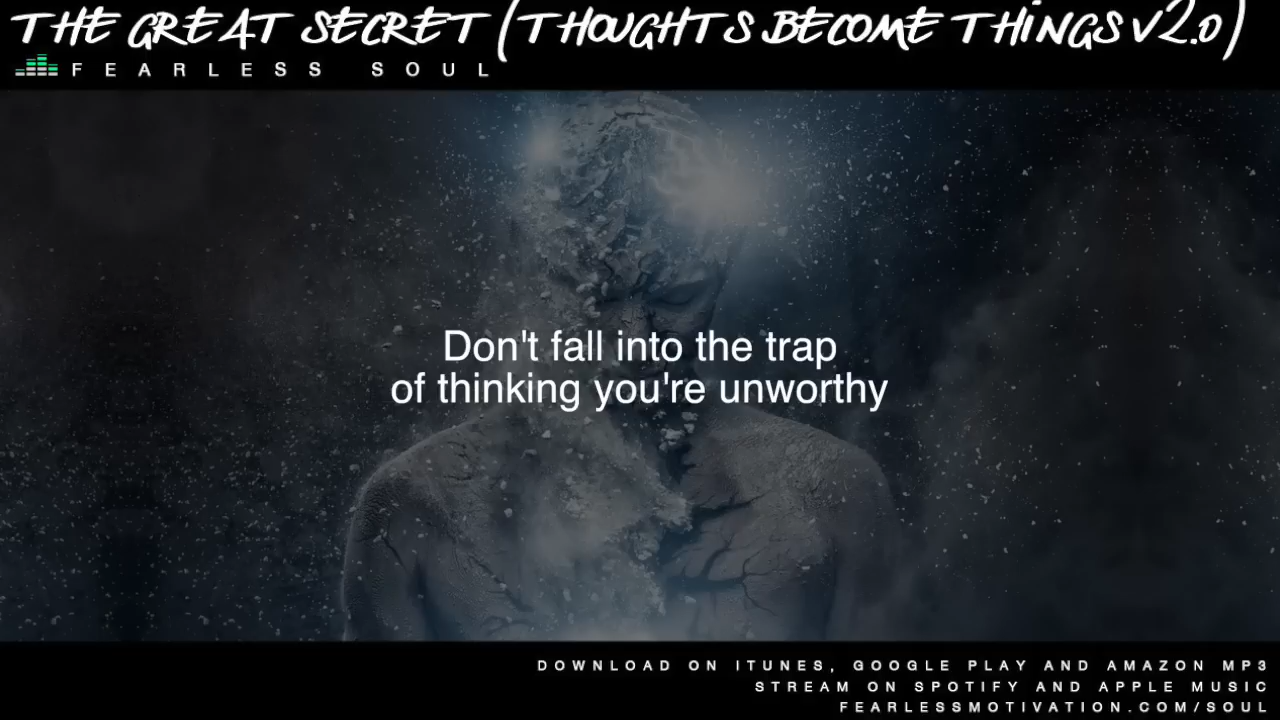 THE GREAT SECRET (THOUGHTS BECOME THINGS V2.0)
FEARLESS SOUL
Don't fall into the trap
of thinking you're unworthy
DOWNLOAD ON ITUNES, GOOGLE PLAY AND AMAZON MP3
STREAM ON SPOTIFY AND APPLE MUSIC
FEARLESSMOTIVATION.COM/SOUL